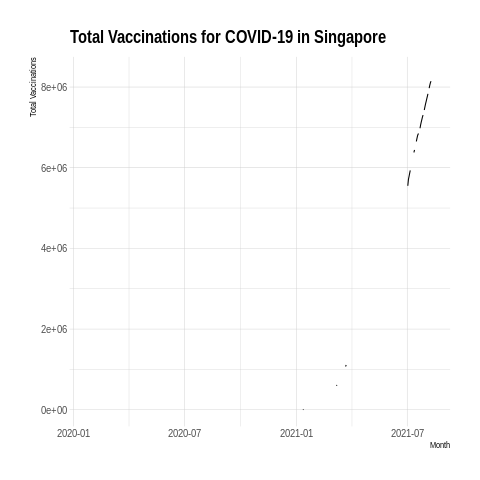 Total Vaccinations for COVID-19 in Singapore
Total Vaccinations
8e+06
6e+06
4e+06
2e+06
0e+00
2020-01 2020-07 2021-01 2021-07
Month